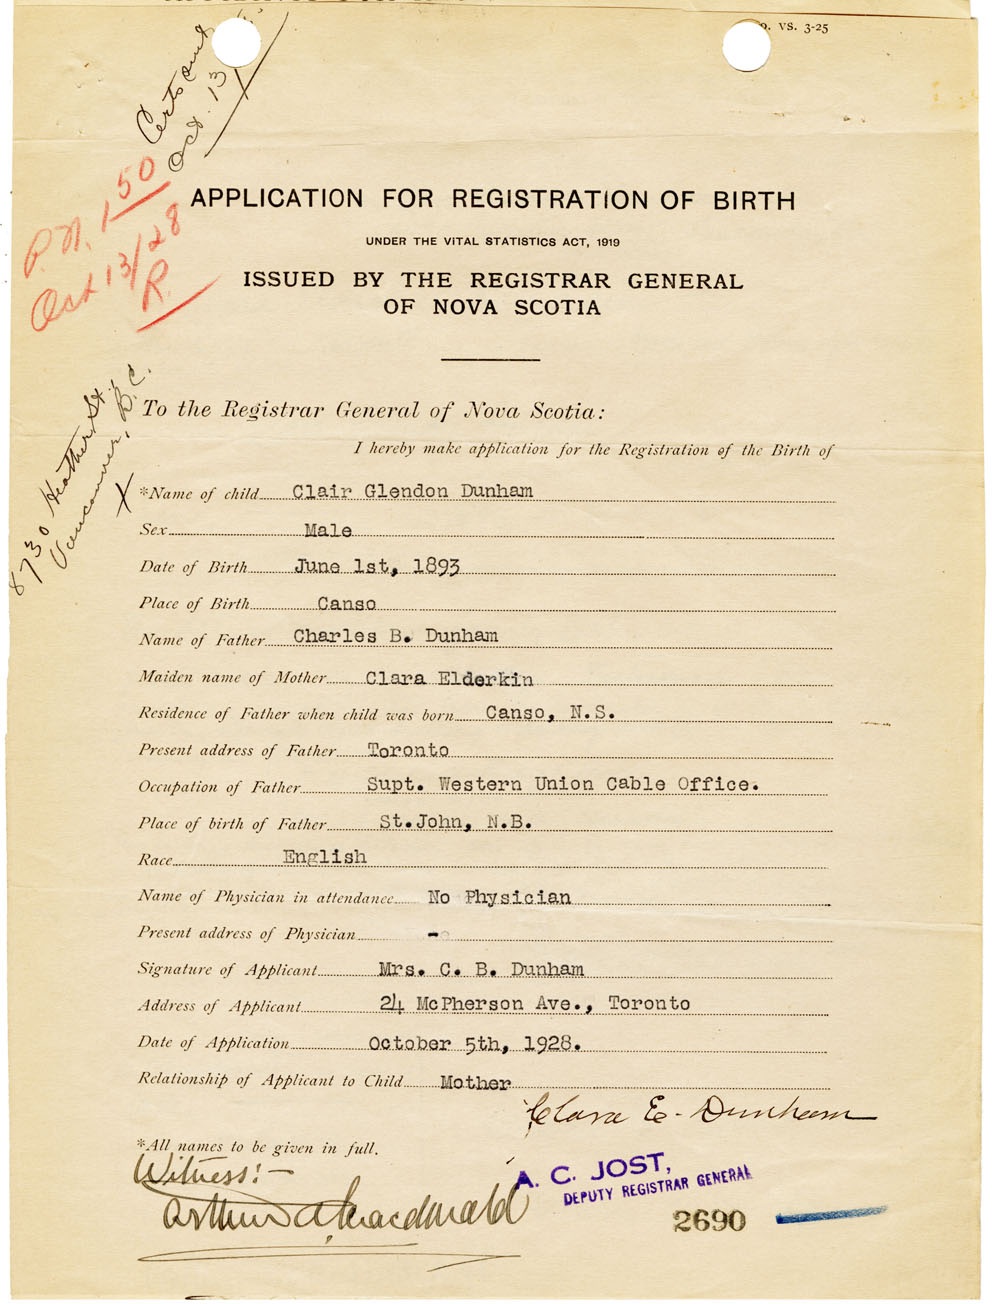 o. VS. 3-25
Certs out
Oct. 13
P.N. 1 50
Oct 13/28
R.
APPLICATION FOR REGISTRATION OF BIRTH
UNDER THE VITAL STATISTICS ACT, 1919
ISSUED BY THE REGISTRAR GENERAL
OF NOVA SCOTIA
8730 Heather St.,
Vancouver, B.C.
To the Registrar General of Nova Scotia:
I hereby make application for the Registration of the Birth of
*Name of child Clair Glendon Dunham
Sex Male
Date of Birth June 1st, 1893
Place of Birth Canso
Name of Father Charles B. Dunham
Maiden name of Mother Clara Elderkin
Residence of Father when child was born Canso, N.S.
Present address of Father Toronto
Occupation of Father Supt. Western Union Cable Office.
Place of birth of Father St.John, N.B.
Race English
Name of Physician in attendance No Physician
Present address of Physician -
Signature of Applicant Mrs. C. B. Dunham
Address of Applicant 24 McPherson Ave., Toronto
Date of Application October 5th, 1928.
Relationship of Applicant to Child Mother
Clara E. Dunham
*All names to be given in full.
Witness:-
Arthur A. Macdonald
A. C. JOST,
DEPUTY REGISTRAR GENERAL
2690